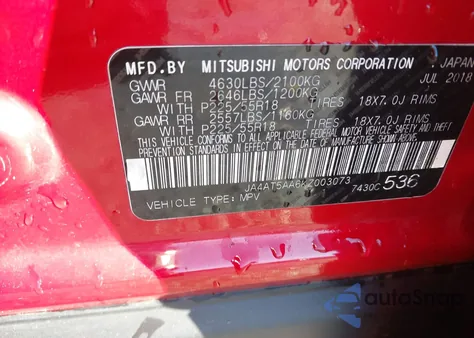 MFD.BY MITSUBISHI MOTORS CORPORATION JAPAN
GVWR 4630LBS/2100KG JUL 2018
GAWR FR 2646LBS/1200KG
WITH P225/55R18 TIRES 18X7.0J RIMS
GAWR RR 2557LBS/1160KG
WITH P225/55R18 TIRES 18X7.0J RIMS
THIS VEHICLE CONFORMS TO ALL APPLICABLE
FEDERAL MOTOR VEHICLE SAFETY AND THEFT
PREVENTION STANDARDS IN EFFECT ON THE DATE
OF MANUFACTURE SHOWN ABOVE.
JA4AT5AA6KZ003073
VEHICLE TYPE: MPV 7430C 536
autoSnap